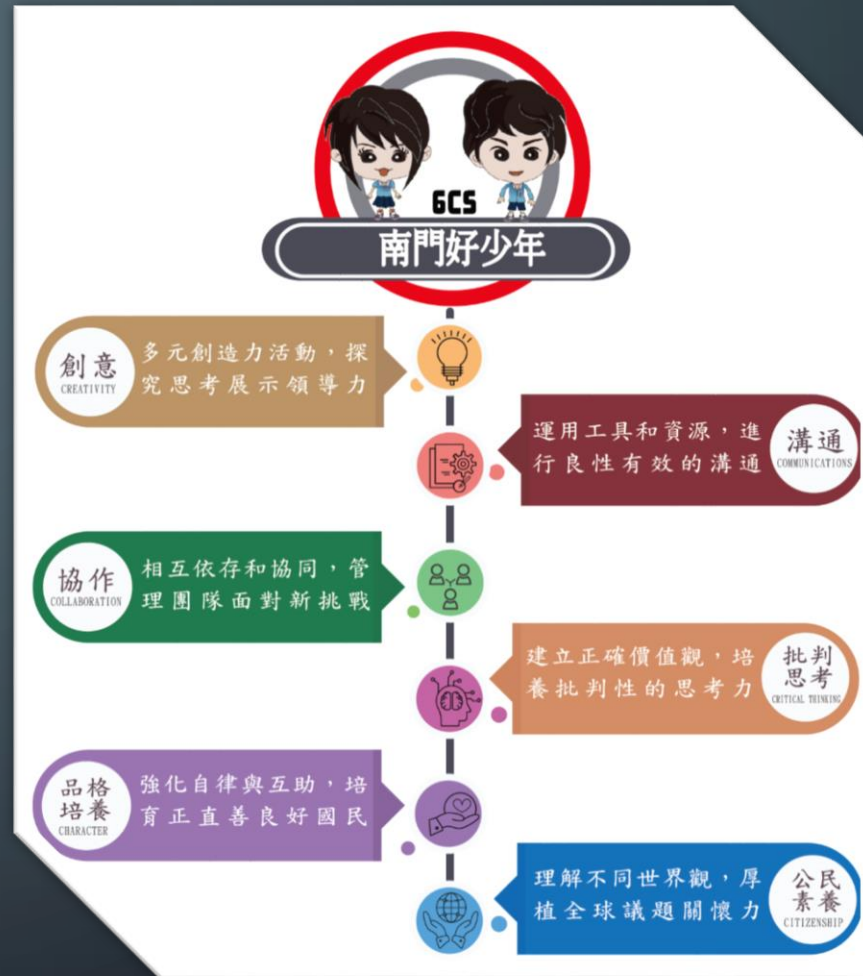 6CS
南門好少年
創意
CREATIVITY
多元創造力活動，探
究思考展示領導力
運用工具和資源，進
行良性有效的溝通
溝通
COMMUNICATIONS
協作
COLLABORATION
相互依存和協同，管
理團隊面對新挑戰
建立正確價值觀，培
養批判性的思考力
批判
思考
CRITICAL THINKING
品格
培養
CHARACTER
強化自律與互助，培
育正直善良好國民
理解不同世界觀，厚
植全球議題關懷力
公民
素養
CITIZENSHIP